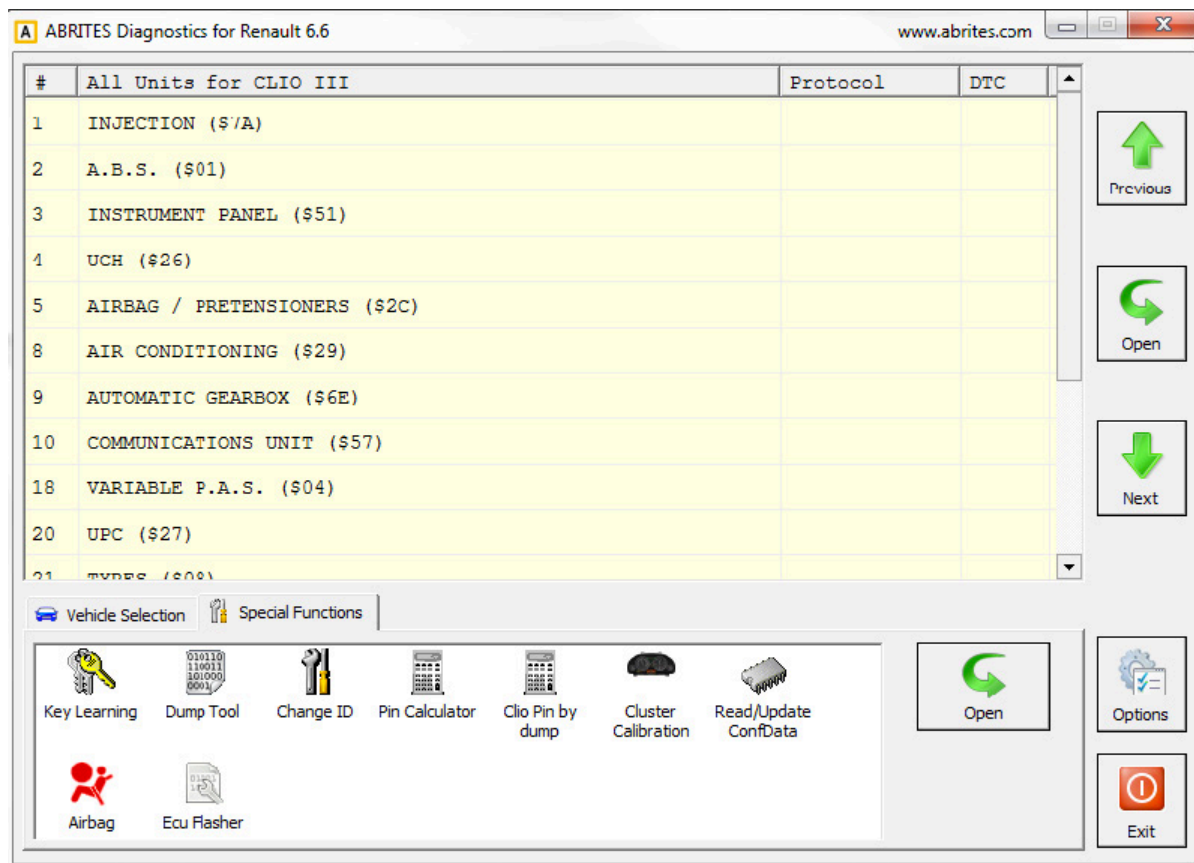 ABRITES Diagnostics for Renault 6.6
www.abrites.com
# All Units for CLIO III Protocol DTC
1 INJECTION ($7A)
2 A.B.S. ($01)
3 INSTRUMENT PANEL ($51)
4 UCH ($26)
5 AIRBAG / PRETENSIONERS ($2C)
8 AIR CONDITIONING ($29)
9 AUTOMATIC GEARBOX ($6E)
10 COMMUNICATIONS UNIT ($57)
18 VARIABLE P.A.S. ($04)
20 UPC ($27)
21 TYRES ($08)
Previous
Open
Next
Vehicle Selection
Special Functions
Key Learning
Dump Tool
Change ID
Pin Calculator
Clio Pin by
dump
Cluster
Calibration
Read/Update
ConfData
Airbag
Ecu Flasher
Open
Options
Exit